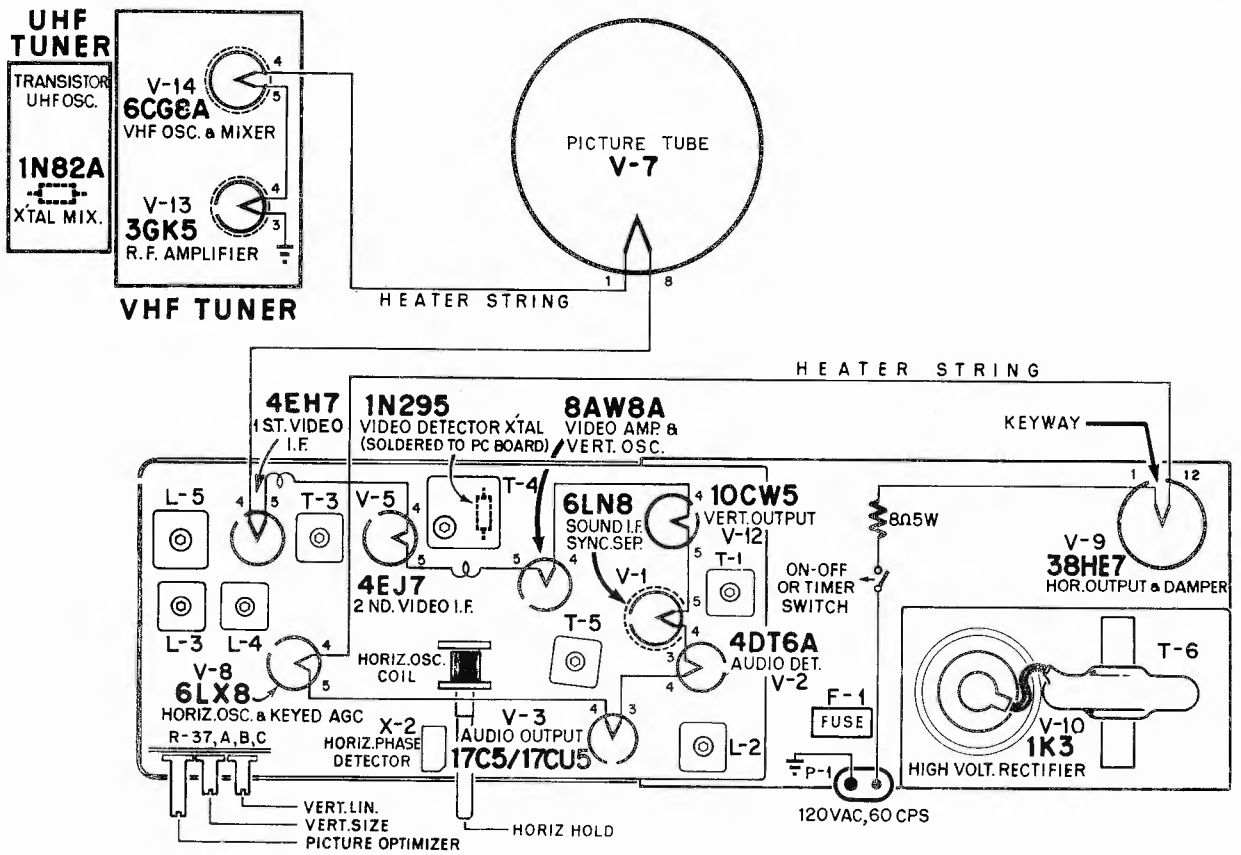 UHF
TUNER
TRANSISTOR
UHF OSC.
1N82A
X'TAL MIX.
V-14
6CG8A
VHF OSC. & MIXER
4
5
V-13
3GK5
R.F. AMPLIFIER
4
3
VHF TUNER
PICTURE TUBE
V-7
1
8
HEATER STRING
HEATER STRING
4EH7
1ST. VIDEO
I.F.
1N295
VIDEO DETECTOR X'TAL
(SOLDERED TO PC BOARD)
8AW8A
VIDEO AMP. &
VERT. OSC.
KEYWAY
L-5
4
5
T-3
V-5
4
5
4EJ7
2ND. VIDEO I.F.
T-4
5
4
6LN8
SOUND I.F.
SYNC. SEP.
V-1
5
4
4
5
10CW5
VERT. OUTPUT
V-12
T-1
8Ω5W
ON-OFF
OR TIMER
SWITCH
1
12
V-9
38HE7
HOR. OUTPUT & DAMPER
L-3
L-4
V-8
6LX8
HORIZ. OSC. & KEYED AGC
4
5
HORIZ. OSC.
COIL
T-5
3
4
4DT6A
AUDIO DET.
V-2
R-37, A, B, C
X-2
HORIZ. PHASE
DETECTOR
V-3
AUDIO OUTPUT
17C5/17CU5
4
3
L-2
F-1
FUSE
P-1
120VAC, 60 CPS
T-6
V-10
1K3
HIGH VOLT. RECTIFIER
VERT. LIN.
VERT. SIZE
PICTURE OPTIMIZER
HORIZ HOLD